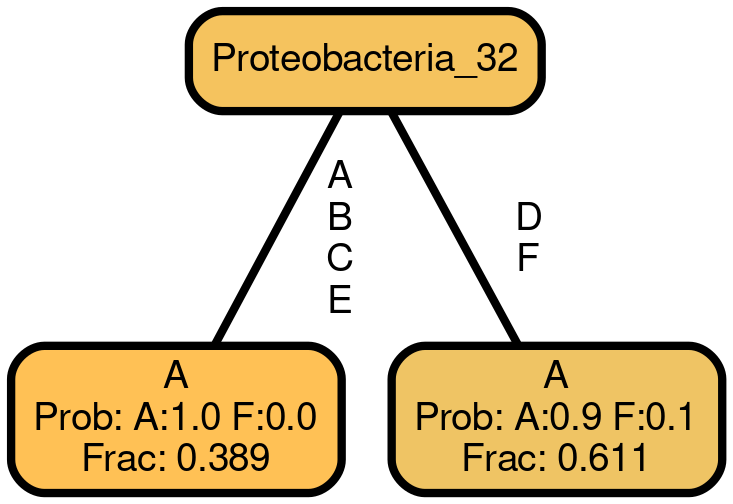 Proteobacteria_32
A
B
C
E
D
F
A
Prob: A:1.0 F:0.0
Frac: 0.389
A
Prob: A:0.9 F:0.1
Frac: 0.611